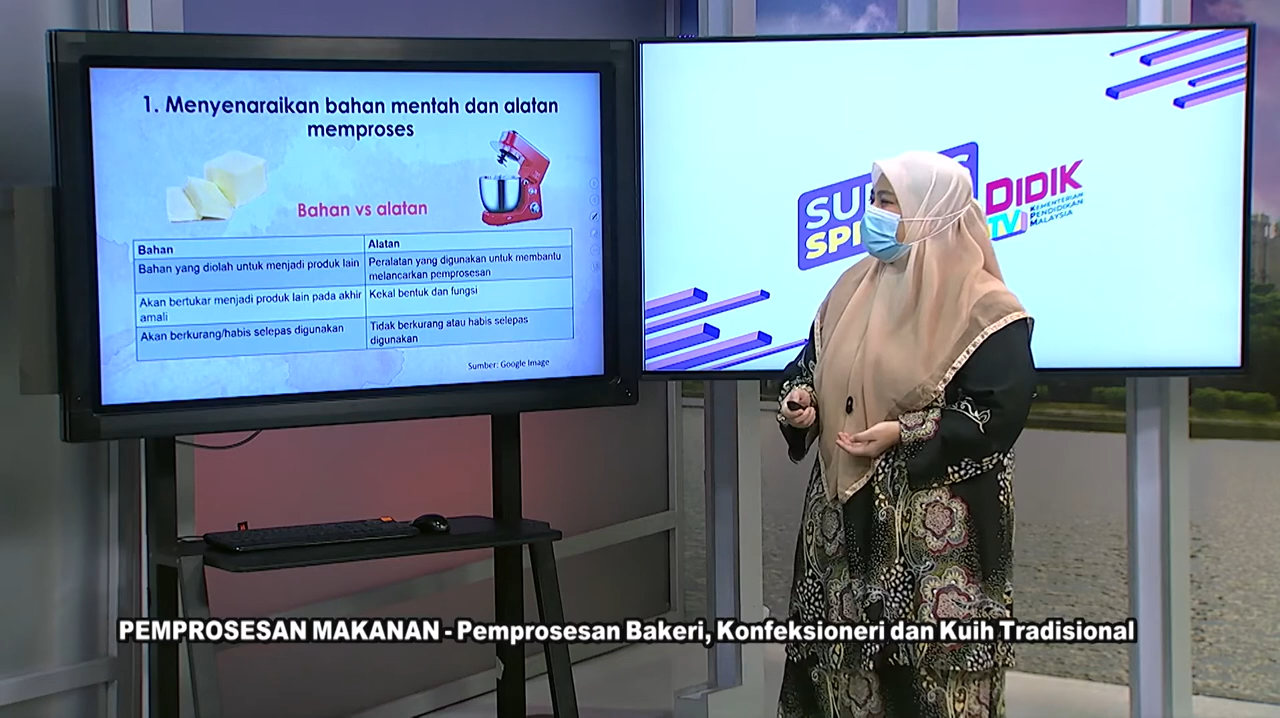 1. Menyenaraikan bahan mentah dan alatan
memproses
Bahan vs alatan
Bahan
Alatan
Bahan yang diolah untuk menjadi produk lain
Peralatan yang digunakan untuk membantu
melancarkan pemprosesan
Akan bertukar menjadi produk lain pada akhir
amali
Kekal bentuk dan fungsi
Akan berkurang/habis selepas digunakan
Tidak berkurang atau habis selepas
digunakan
Sumber: Google Image
DIDIK
TV
KEMENTERIAN
PENDIDIKAN
MALAYSIA
PEMPROSESAN MAKANAN - Pemprosesan Bakeri, Konfeksioneri dan Kuih Tradisional